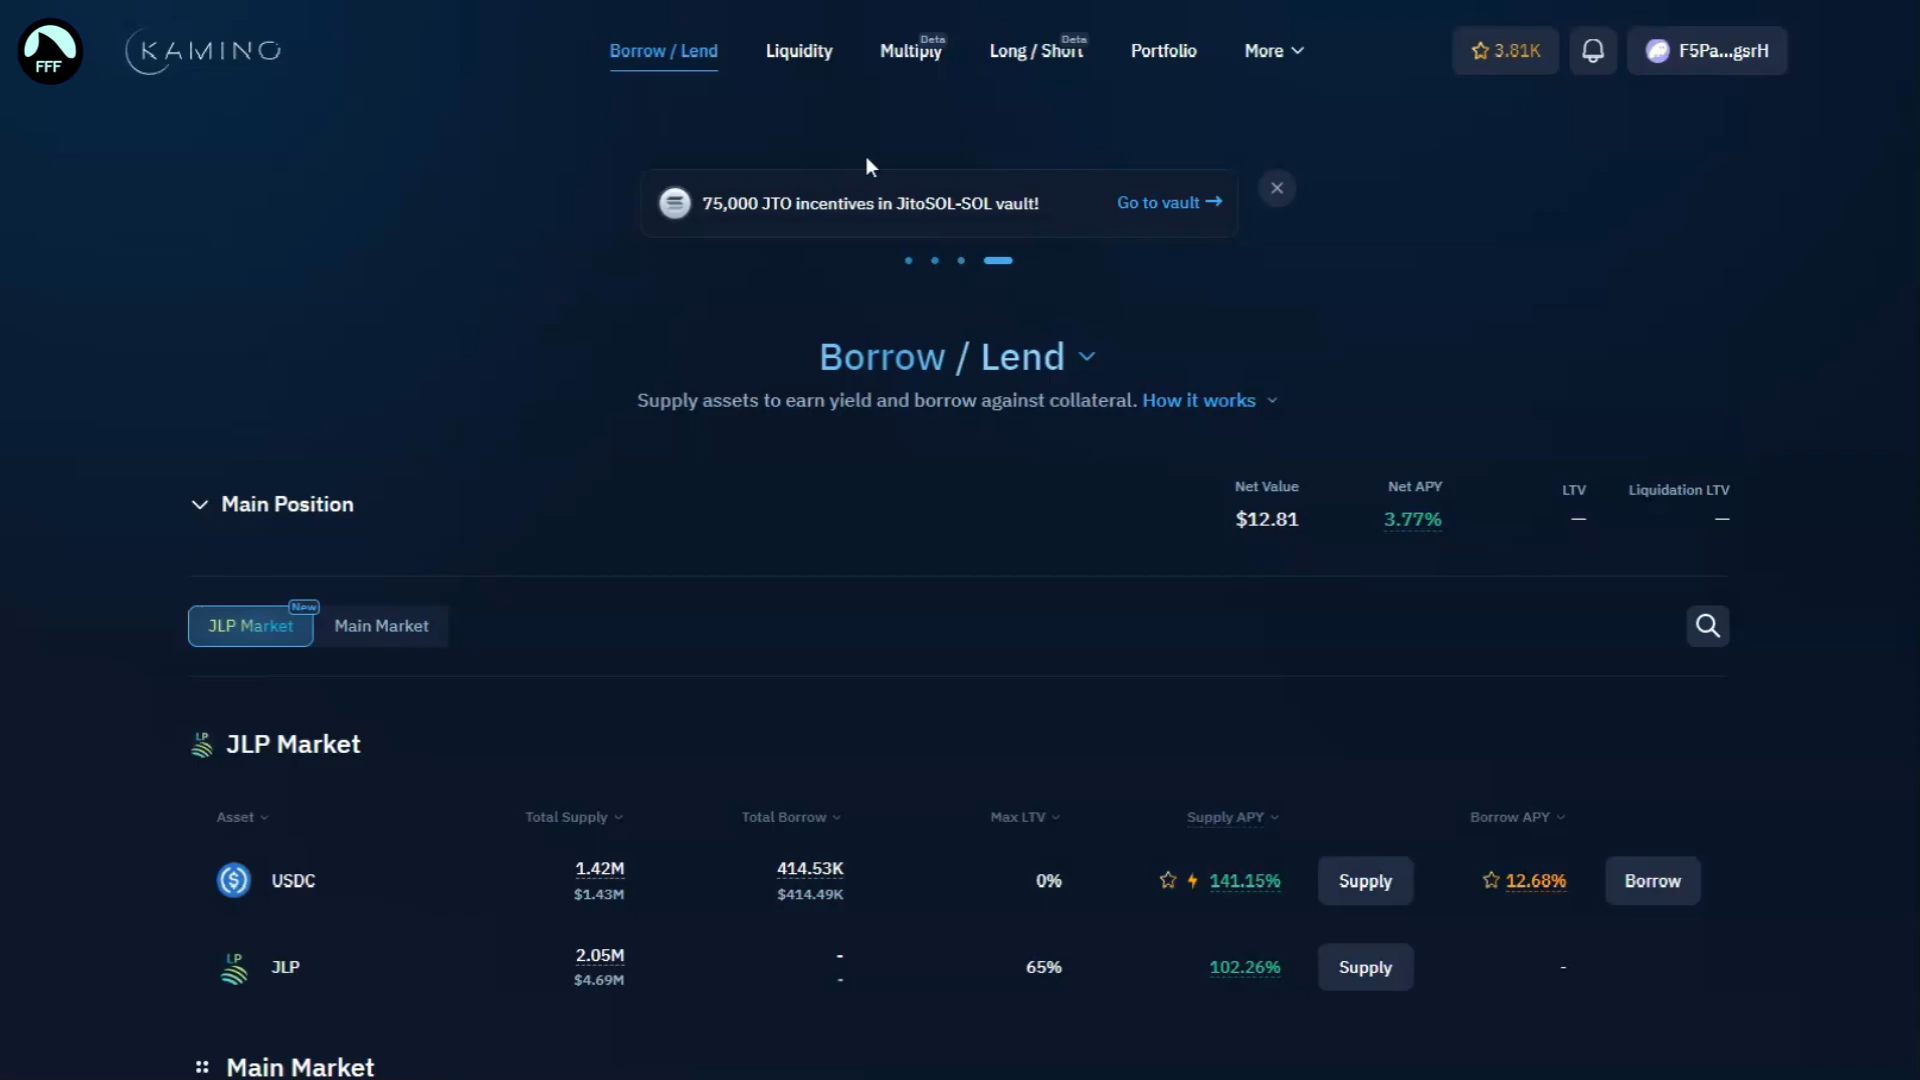 FFF
KAMINO
Borrow / Lend
Liquidity
Multiply
Beta
Long / Short
Beta
Portfolio
More
3.81K
F5Pa...gsrH
75,000 JTO incentives in JitoSOL-SOL vault!
Go to vault →
Borrow / Lend
Supply assets to earn yield and borrow against collateral. How it works
Main Position
Net Value
$12.81
Net APY
3.77%
LTV
—
Liquidation LTV
—
JLP Market
New
Main Market
LP
JLP Market
Asset
Total Supply
Total Borrow
Max LTV
Supply APY
Borrow APY
USDC
1.42M
$1.43M
414.53K
$414.49K
0%
141.15%
Supply
12.68%
Borrow
LP
JLP
2.05M
$4.69M
-
-
65%
102.26%
Supply
-
Main Market